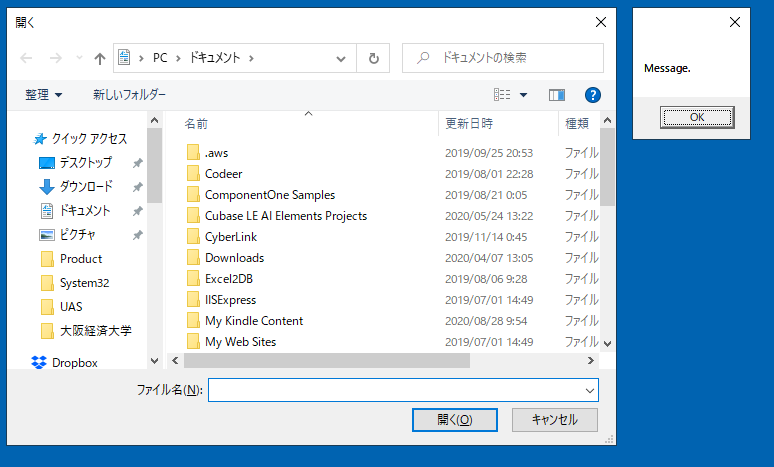 開く
PC
ドキュメント
ドキュメントの検索
整理
新しいフォルダー
名前
更新日時
種類
クイック アクセス
デスクトップ
ダウンロード
ドキュメント
ピクチャ
Product
System32
UAS
大阪経済大学
Dropbox
.aws 2019/09/25 20:53 ファイル
Codeer 2019/08/01 22:28 ファイル
ComponentOne Samples 2019/08/21 0:05 ファイル
Cubase LE AI Elements Projects 2020/05/24 13:22 ファイル
CyberLink 2019/11/14 0:45 ファイル
Downloads 2020/04/07 13:05 ファイル
Excel2DB 2019/08/06 9:28 ファイル
IISExpress 2019/07/01 14:49 ファイル
My Kindle Content 2020/08/28 9:54 ファイル
My Web Sites 2019/07/01 14:49 ファイル
ファイル名(N):
開く(O)
キャンセル
Message.
OK